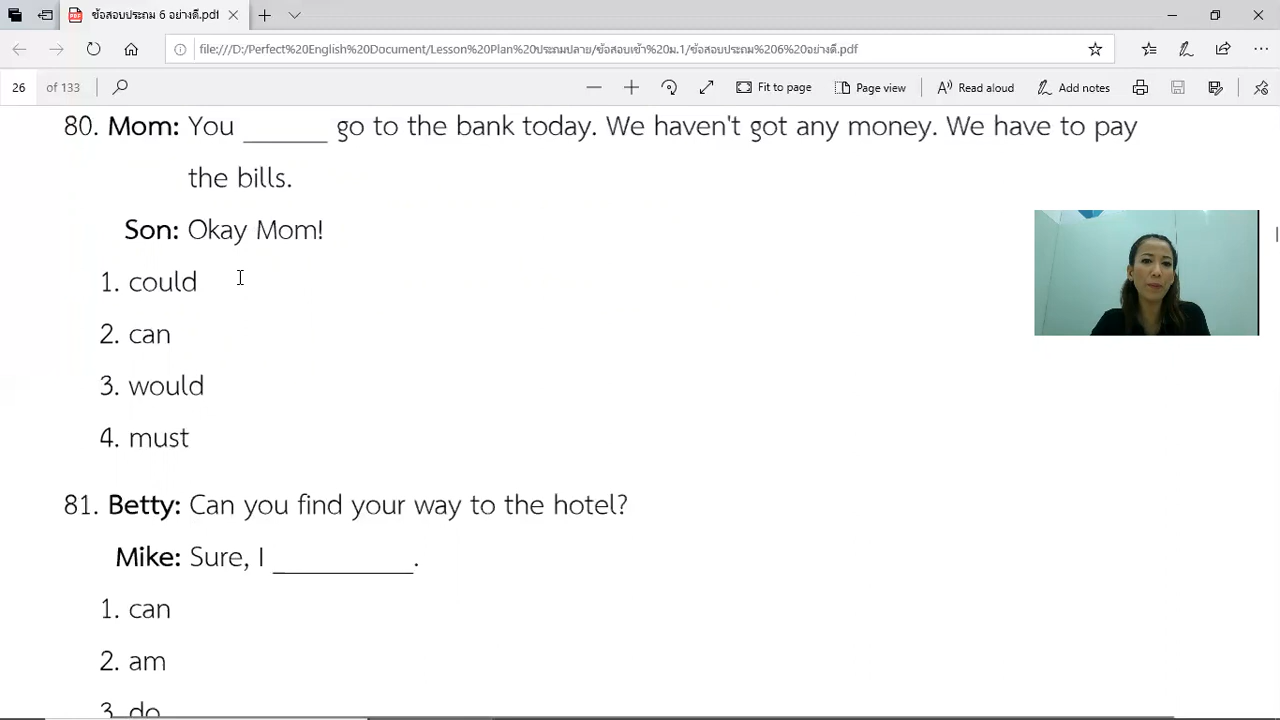 ข้อสอบประถม 6 อย่างดี.pdf
file:///D:/Perfect%20English%20Document/Lesson%20Plan%20ประถมปลาย/ข้อสอบเข้า%20ม.1/ข้อสอบประถม%206%20อย่างดี.pdf
26 of 133 Fit to page Page view Read aloud Add notes
80. Mom: You ______ go to the bank today. We haven't got any money. We have to pay
the bills.
Son: Okay Mom!
1. could
2. can
3. would
4. must
81. Betty: Can you find your way to the hotel?
Mike: Sure, I __________.
1. can
2. am
3. do